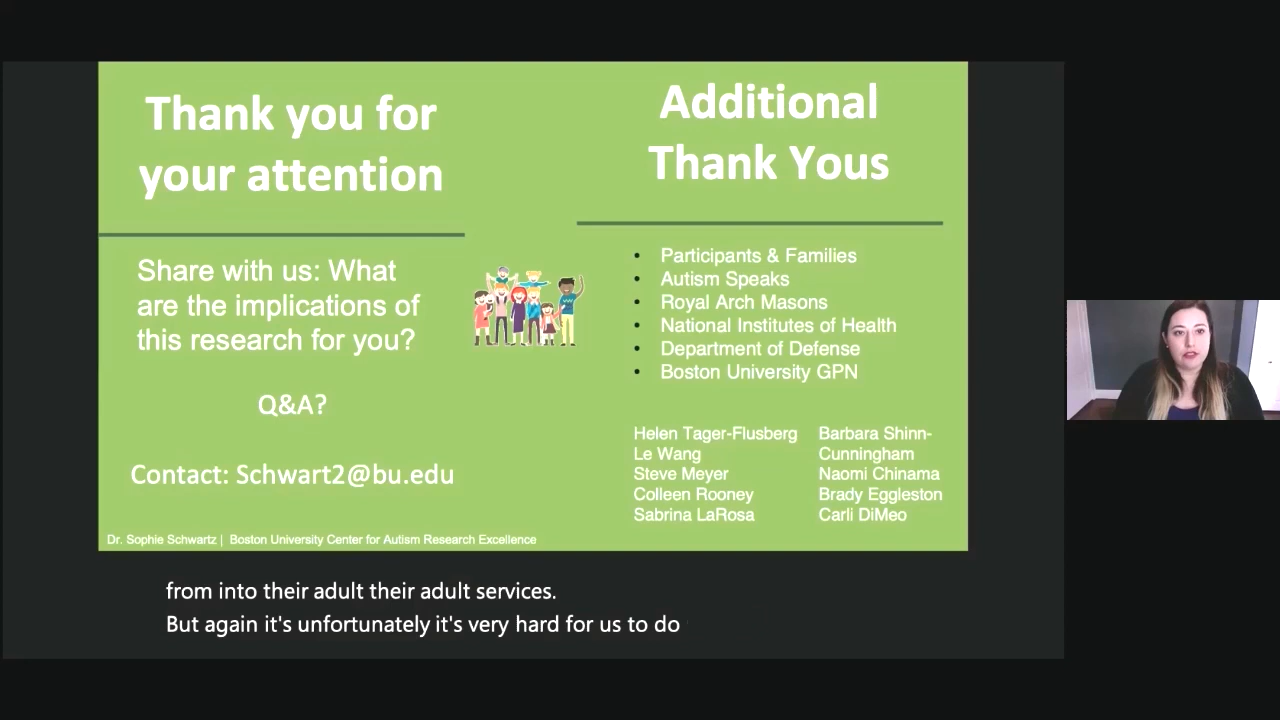 Thank you for
your attention
Share with us: What
are the implications of
this research for you?
Q&A?
Contact: Schwart2@bu.edu
Additional
Thank Yous
• Participants & Families
• Autism Speaks
• Royal Arch Masons
• National Institutes of Health
• Department of Defense
• Boston University GPN
Helen Tager-Flusberg
Le Wang
Steve Meyer
Colleen Rooney
Sabrina LaRosa
Barbara Shinn-
Cunningham
Naomi Chinama
Brady Eggleston
Carli DiMeo
Dr. Sophie Schwartz | Boston University Center for Autism Research Excellence
from into their adult their adult services.
But again it's unfortunately it's very hard for us to do